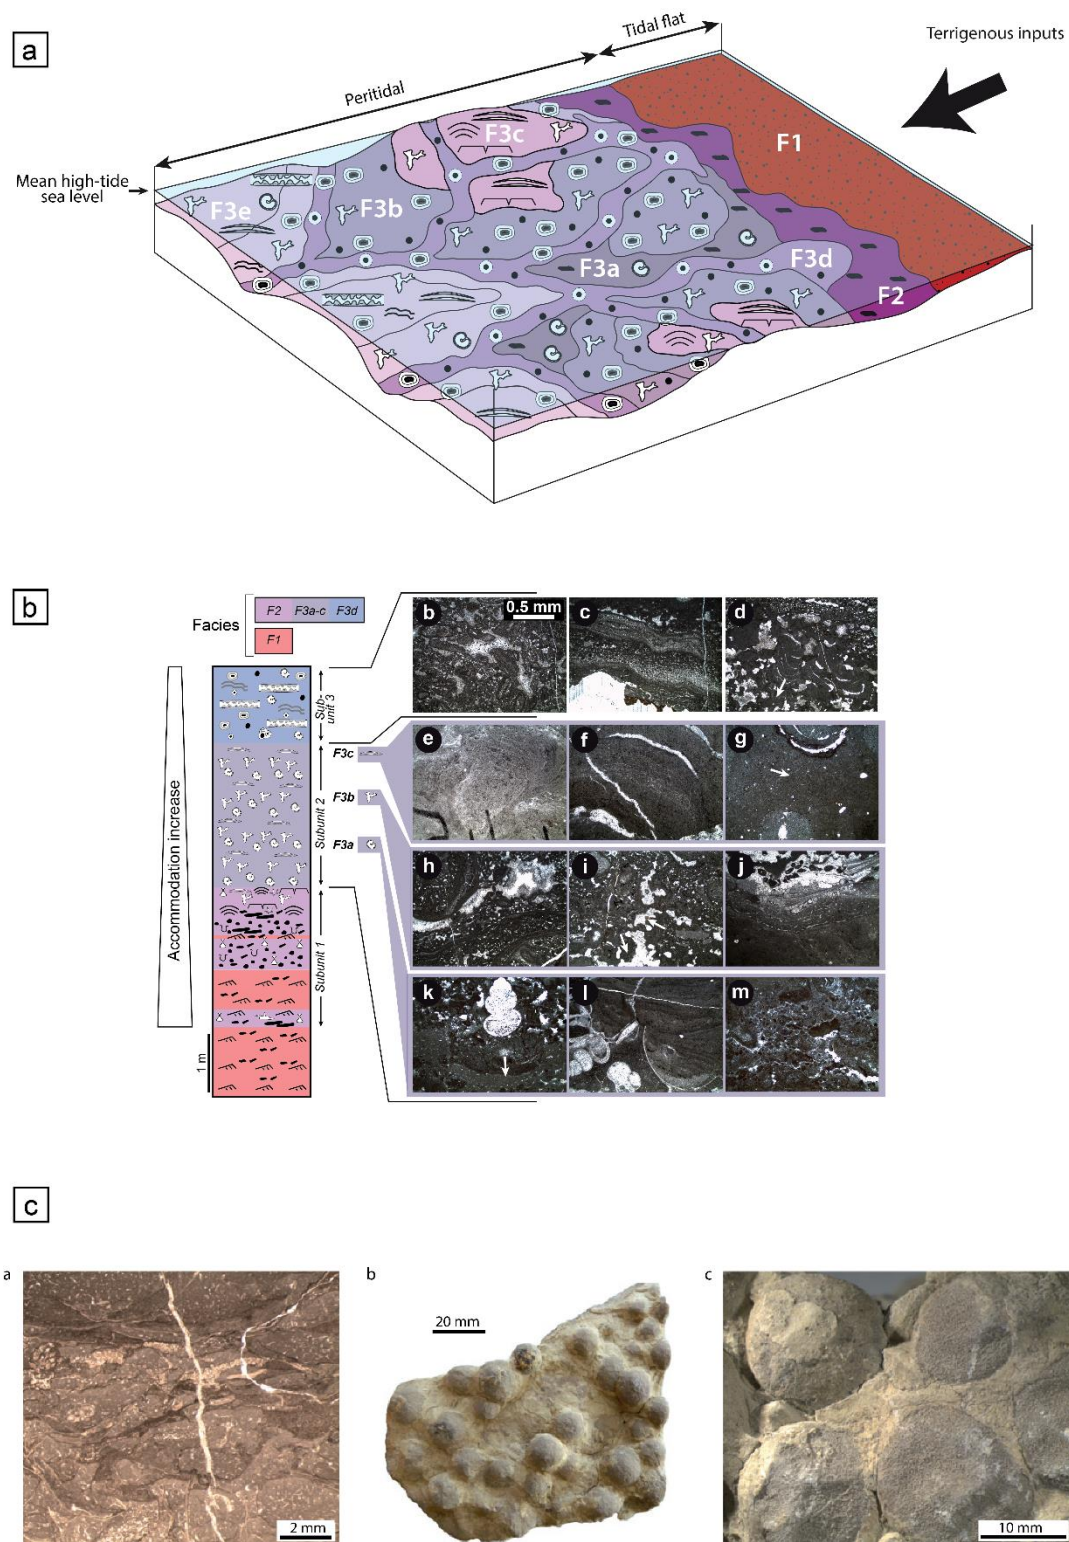 a
Tidal flat
Terrigenous inputs
Peritidal
F3c
F1
Mean high-tide
sea level
F3e
F3b
F3a
F3d
F2
b
Facies
F2 F3a-c F3d
F1
b 0.5 mm c d
Sub-
unit 3
F3c
e f g
F3b
Subunit 2
F3a
h i j
Accommodation increase
Subunit 1
k l m
1 m
c
a b c
20 mm
2 mm
10 mm